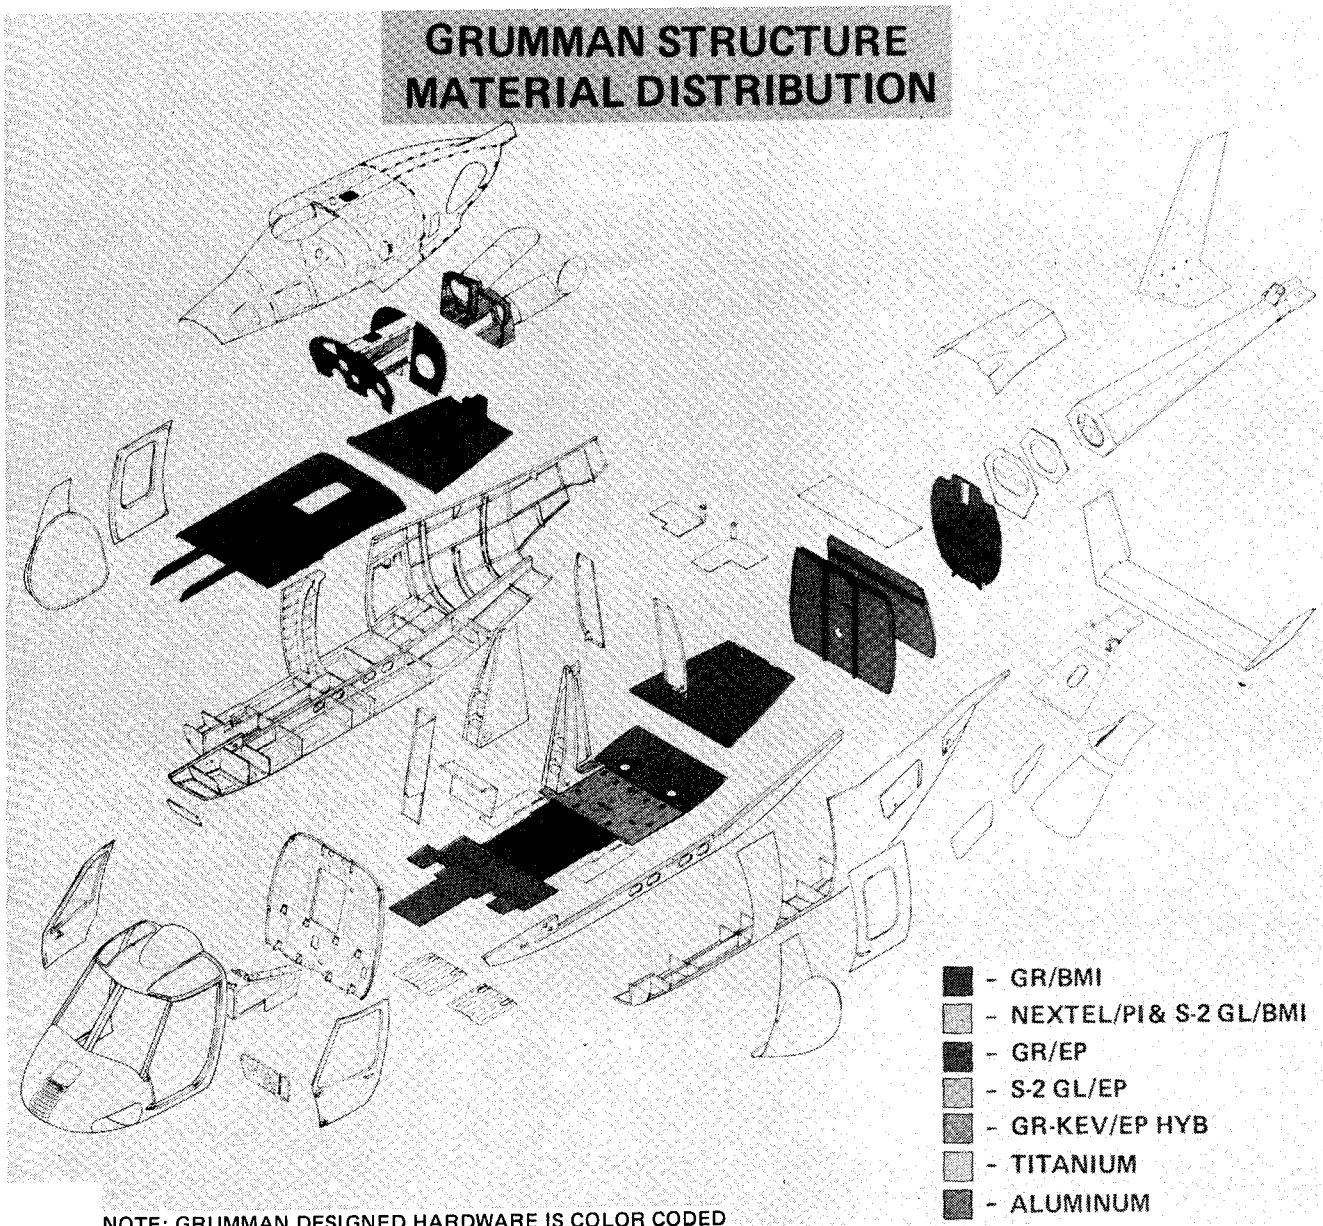 GRUMMAN STRUCTURE
MATERIAL DISTRIBUTION
- GR/BMI
- NEXTEL/PI & S-2 GL/BMI
- GR/EP
- S-2 GL/EP
- GR-KEV/EP HYB
- TITANIUM
- ALUMINUM
NOTE: GRUMMAN DESIGNED HARDWARE IS COLOR CODED